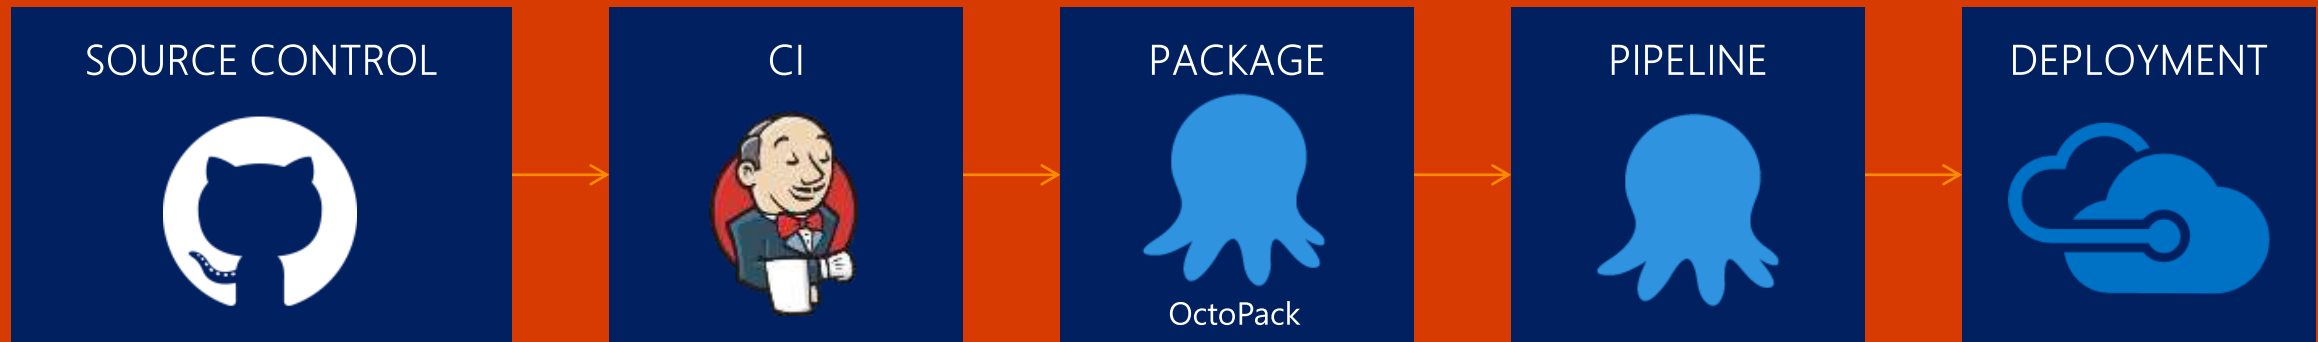 SOURCE CONTROL
CI
PACKAGE
PIPELINE
DEPLOYMENT
OctoPack